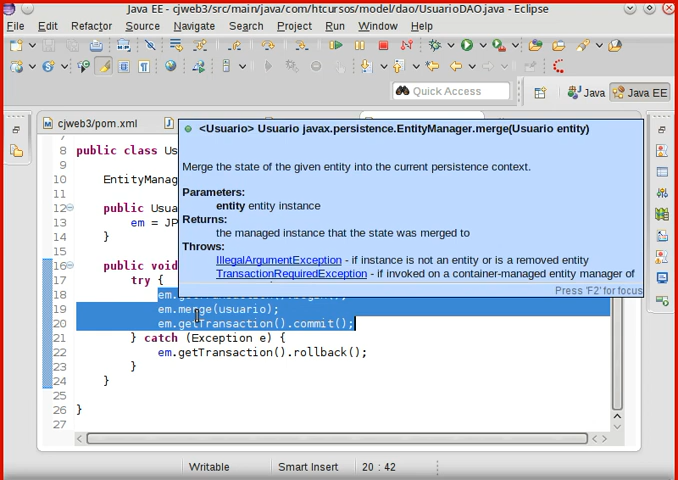 Java EE - cjweb3/src/main/java/com/htcursos/model/dao/UsuarioDAO.java - Eclipse
File Edit Refactor Source Navigate Search Project Run Window Help
Quick Access
Java
Java EE
cjweb3/pom.xml
<Usuario> Usuario javax.persistence.EntityManager.merge(Usuario entity)
Merge the state of the given entity into the current persistence context.
Parameters:
entity entity instance
Returns:
the managed instance that the state was merged to
Throws:
IllegalArgumentException - if instance is not an entity or is a removed entity
TransactionRequiredException - if invoked on a container-managed entity manager of
Press 'F2' for focus
8 public class Us
9
10 EntityManag
11
12 public Usua
13 em = JP
14 }
15
16 public void
17 try {
18 em.getTransaction().begin();
19 em.merge(usuario);
20 em.getTransaction().commit();
21 } catch (Exception e) {
22 em.getTransaction().rollback();
23 }
24 }
25
26 }
27
Writable
Smart Insert
20 : 42